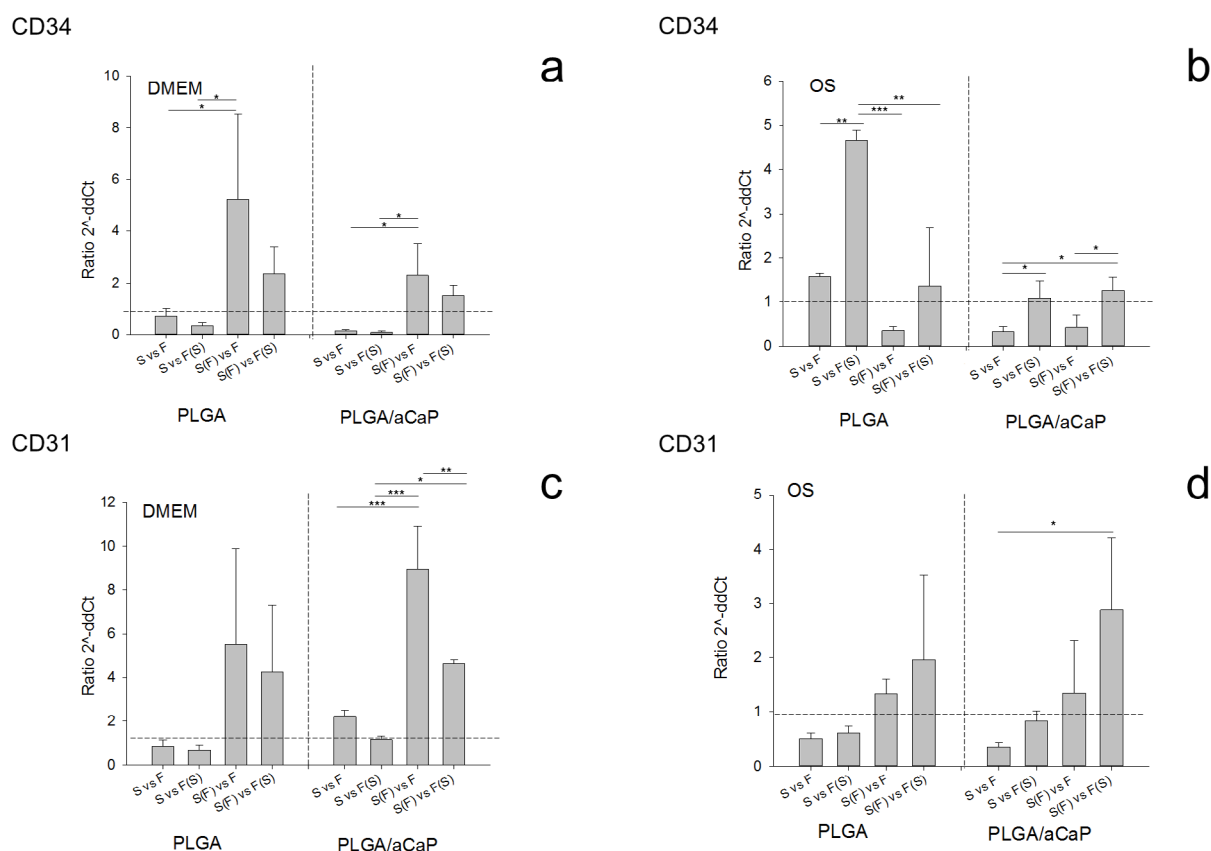 CD34
a
DMEM
Ratio 2^-ddCt
10
8
6
4
2
0
* * * *
S vs F
S vs F(S)
S(F) vs F
S(F) vs F(S)
S vs F
S vs F(S)
S(F) vs F
S(F) vs F(S)
PLGA
PLGA/aCaP
CD34
b
OS
Ratio 2^-ddCt
6
5
4
3
2
1
0
**
***
**
*
*
*
S vs F
S vs F(S)
S(F) vs F
S(F) vs F(S)
S vs F
S vs F(S)
S(F) vs F
S(F) vs F(S)
PLGA
PLGA/aCaP
CD31
c
DMEM
Ratio 2^-ddCt
12
10
8
6
4
2
0
**
*
***
***
S vs F
S vs F(S)
S(F) vs F
S(F) vs F(S)
S vs F
S vs F(S)
S(F) vs F
S(F) vs F(S)
PLGA
PLGA/aCaP
CD31
d
OS
Ratio 2^-ddCt
5
4
3
2
1
0
*
S vs F
S vs F(S)
S(F) vs F
S(F) vs F(S)
S vs F
S vs F(S)
S(F) vs F
S(F) vs F(S)
PLGA
PLGA/aCaP